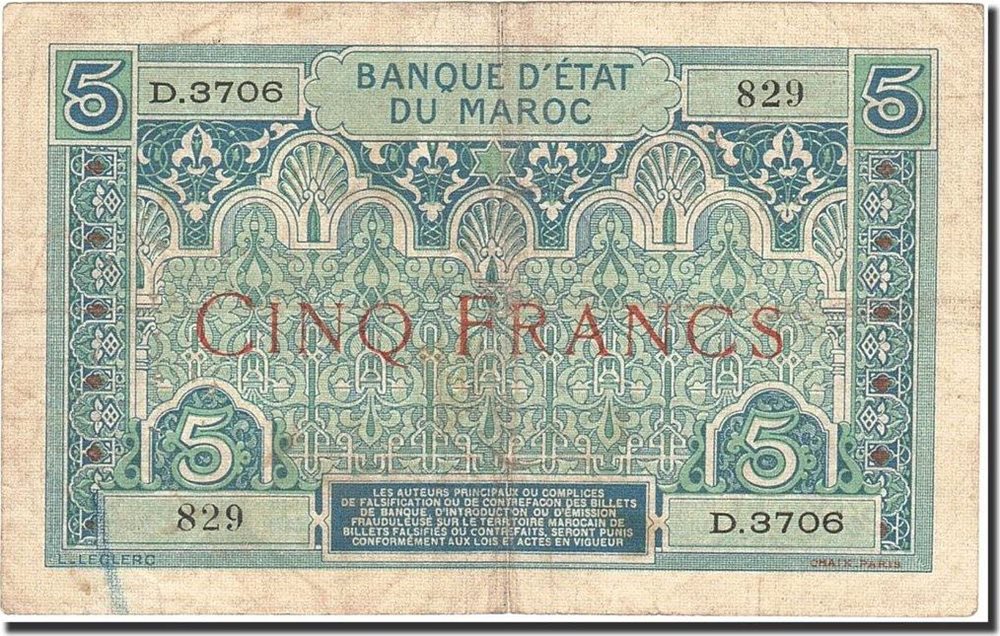 5
D.3706
BANQUE D'ÉTAT
DU MAROC
829
5
CINQ FRANCS
5
5
829
LES AUTEURS PRINCIPAUX OU COMPLICES
DE FALSIFICATION OU DE CONTREFAÇON DES BILLETS
DE BANQUE, D'INTRODUCTION OU D'ÉMISSION
FRAUDULEUSE SUR LE TERRITOIRE MAROCAIN DE
BILLETS FALSIFIÉS OU CONTREFAITS, SERONT PUNIS
CONFORMÉMENT AUX LOIS ET ACTES EN VIGUEUR
D.3706
L. LECLERC
CHAIX, PARIS